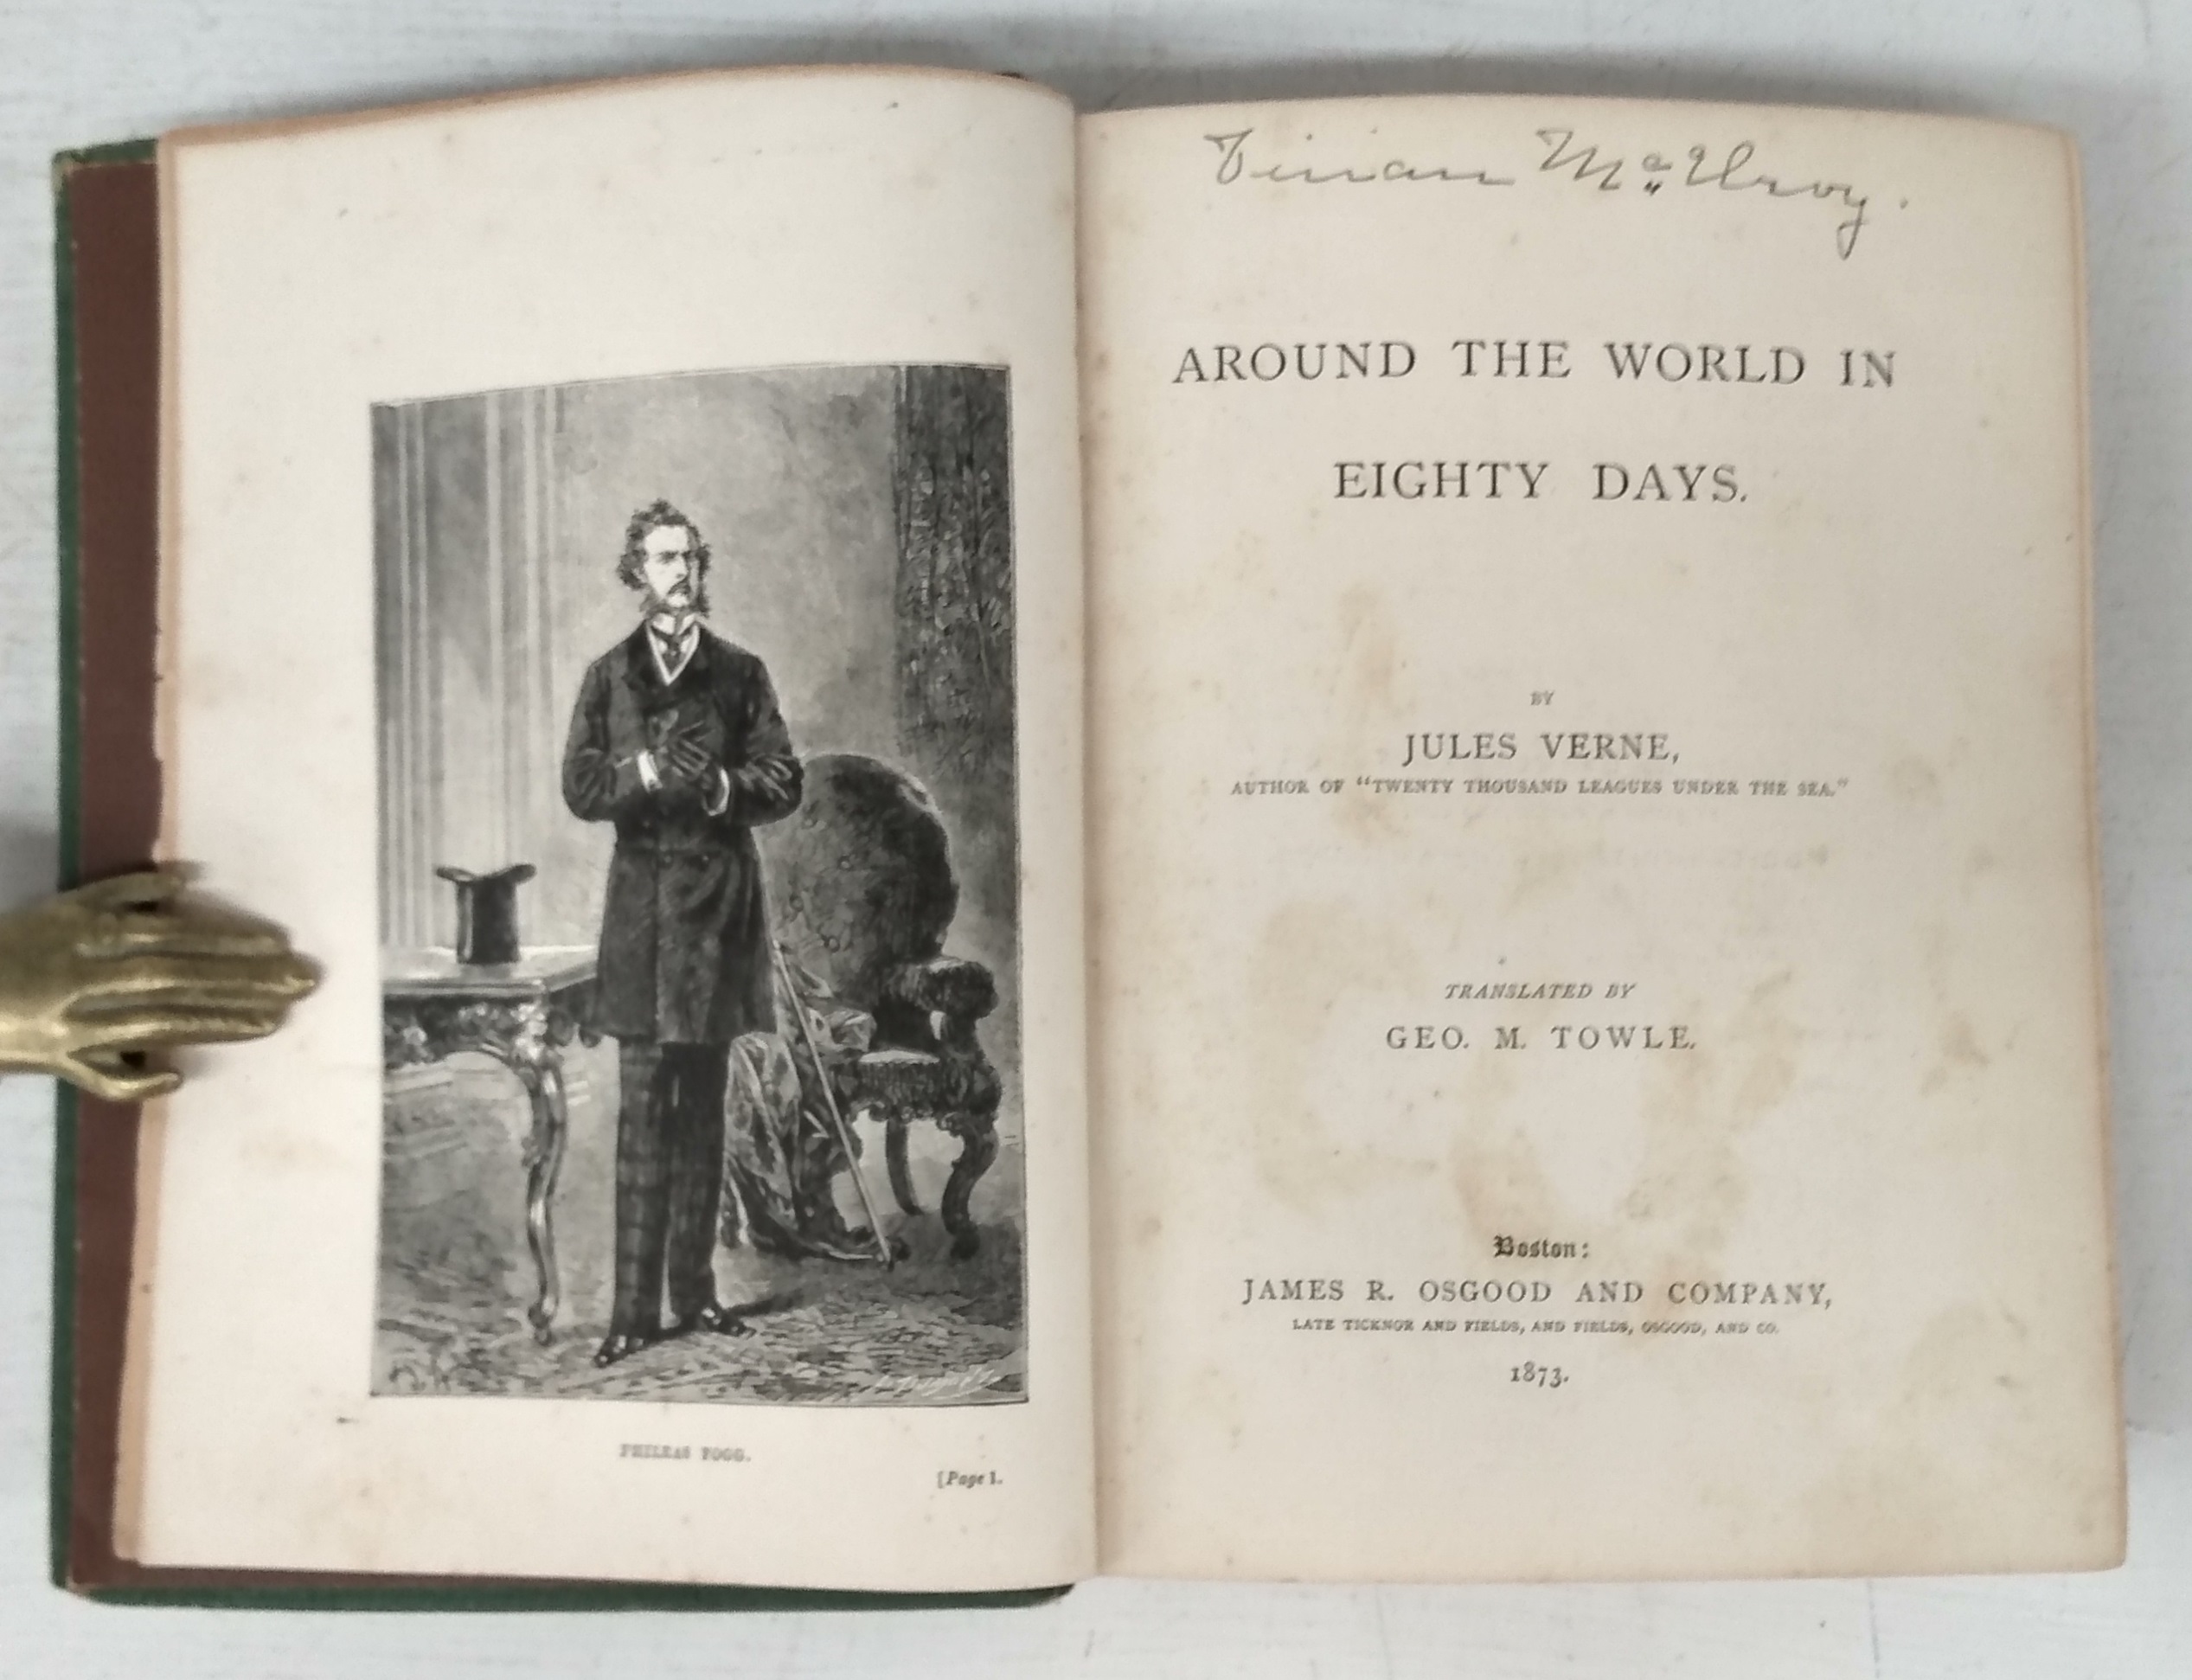 PHILEAS FOGG.
[Page 1.
Vivian McElroy.
AROUND THE WORLD IN
EIGHTY DAYS.
BY
JULES VERNE,
AUTHOR OF "TWENTY THOUSAND LEAGUES UNDER THE SEA."
TRANSLATED BY
GEO. M. TOWLE.
Boston:
JAMES R. OSGOOD AND COMPANY,
LATE TICKNOR AND FIELDS, AND FIELDS, OSGOOD, AND CO.
1873.